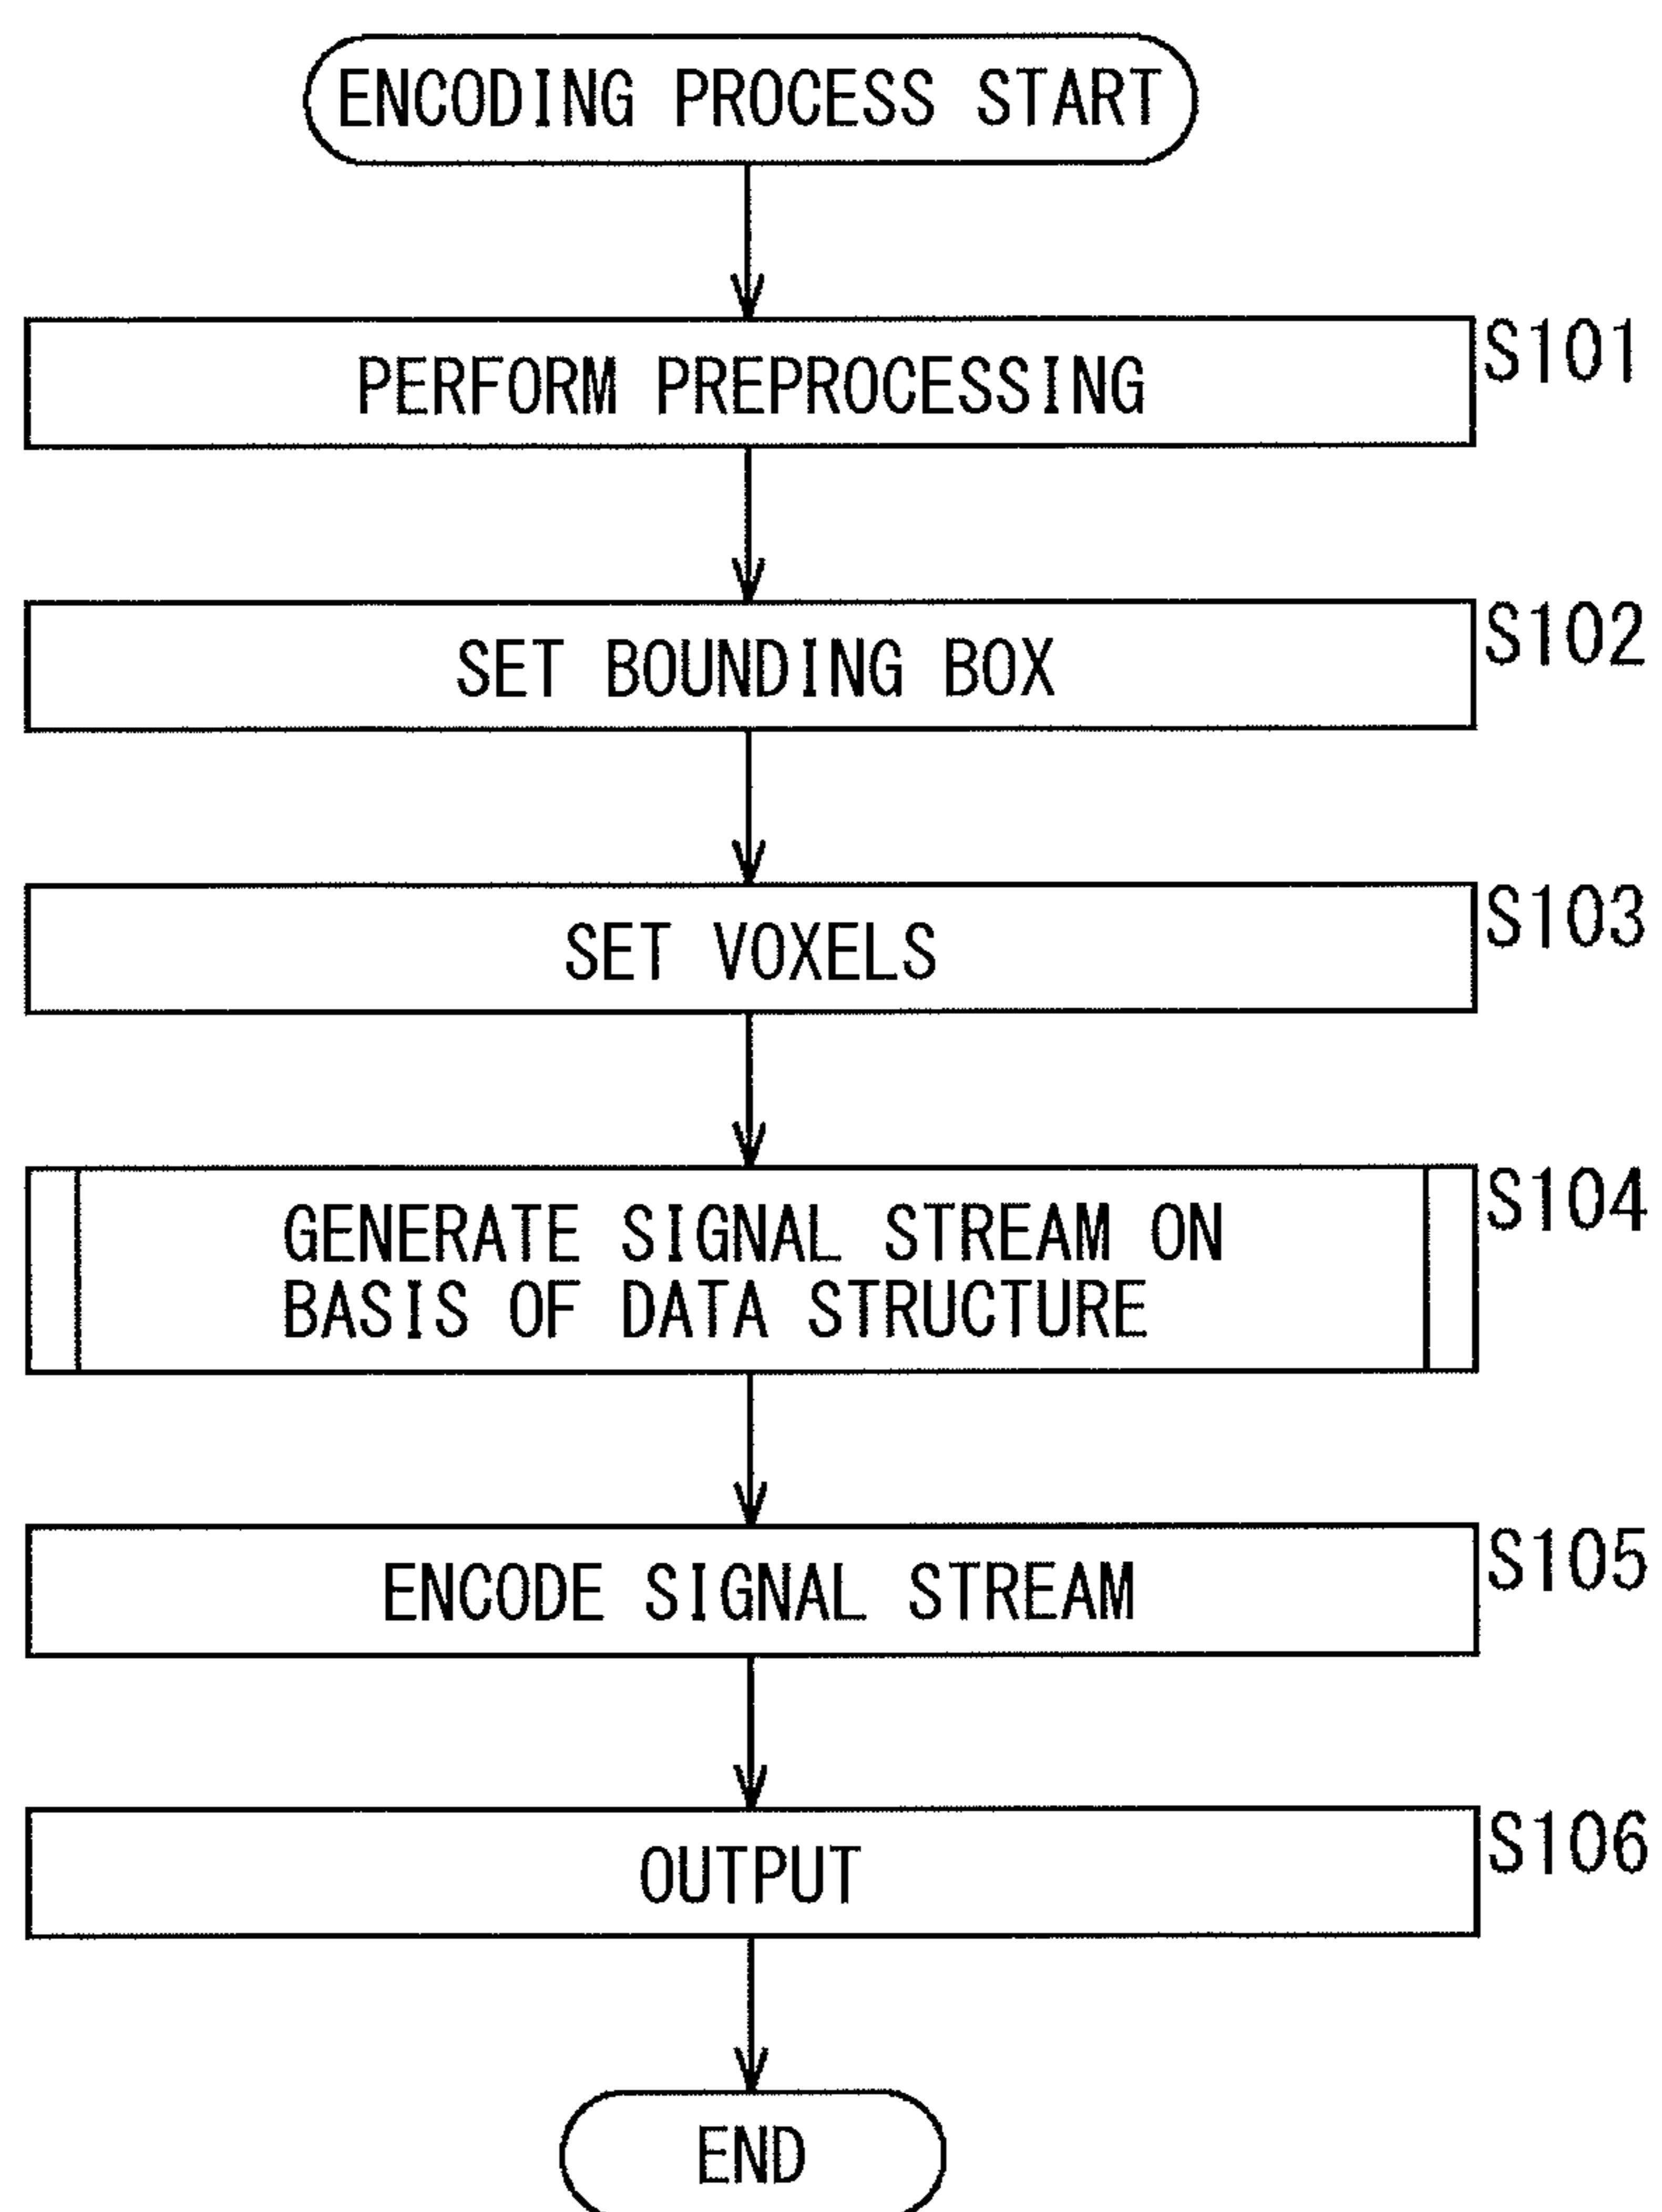 ENCODING PROCESS START
PERFORM PREPROCESSING
S101
SET BOUNDING BOX
S102
SET VOXELS
S103
GENERATE SIGNAL STREAM ON
BASIS OF DATA STRUCTURE
S104
ENCODE SIGNAL STREAM
S105
OUTPUT
S106
END